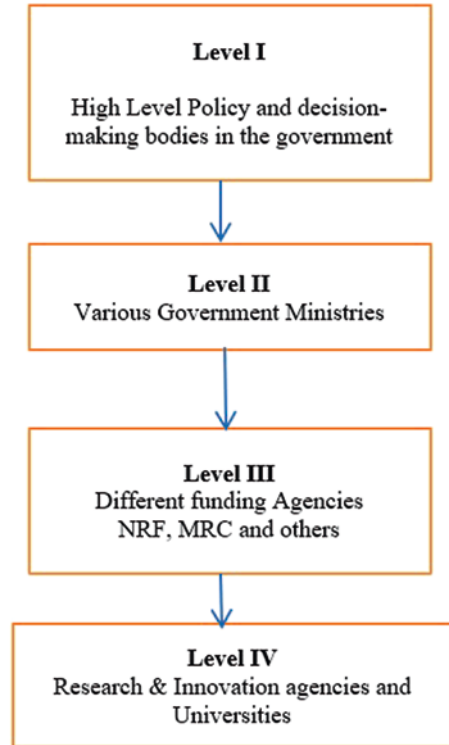 Level I
High Level Policy and decision-
making bodies in the government
Level II
Various Government Ministries
Level III
Different funding Agencies
NRF, MRC and others
Level IV
Research & Innovation agencies and
Universities